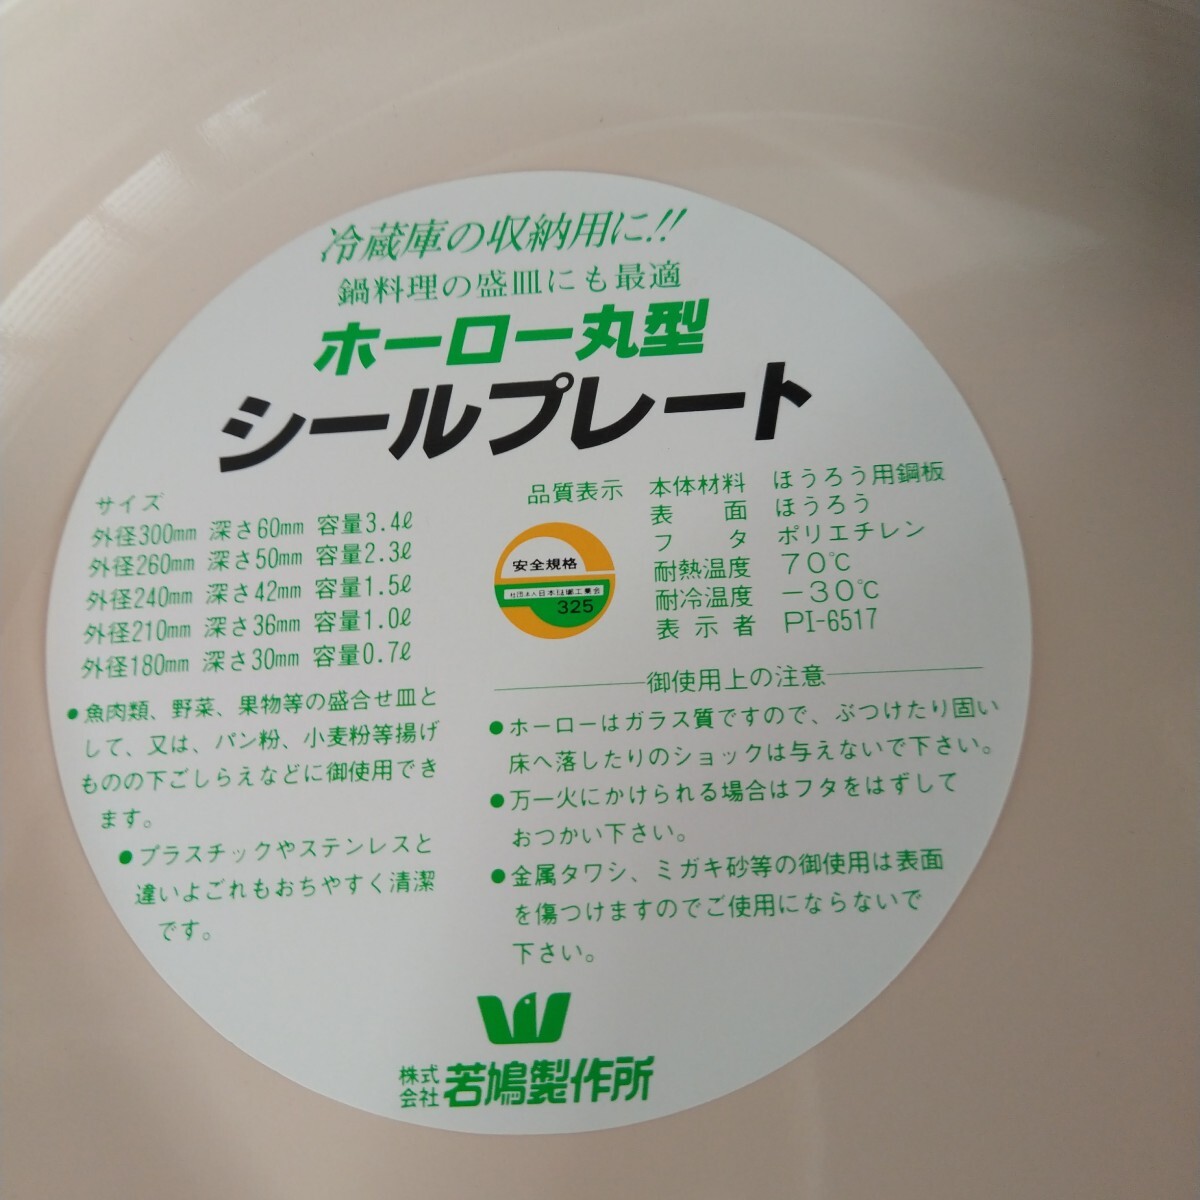 冷蔵庫の収納用に!!
鍋料理の盛皿にも最適
ホーロー丸型
シールプレート
サイズ
外径300mm 深さ60mm 容量3.4ℓ
外径260mm 深さ50mm 容量2.3ℓ
外径240mm 深さ42mm 容量1.5ℓ
外径210mm 深さ36mm 容量1.0ℓ
外径180mm 深さ30mm 容量0.7ℓ
●魚肉類、野菜、果物等の盛合せ皿と
して、又は、パン粉、小麦粉等揚げ
ものの下ごしらえなどに御使用でき
ます。
●プラスチックやステンレスと
違いよごれもおちやすく清潔
です。
品質表示 本体材料 ほうろう用鋼板
表面 ほうろう
フタ ポリエチレン
耐熱温度 70℃
耐冷温度 −30℃
表示者 PI-6517
安全規格
社団法人日本琺瑯工業会
325
御使用上の注意
●ホーローはガラス質ですので、ぶつけたり固い
床へ落したりのショックは与えないで下さい。
●万一火にかけられる場合はフタをはずして
おつかい下さい。
●金属タワシ、ミガキ砂等の御使用は表面
を傷つけますのでご使用にならないで
下さい。
株式会社 若鳩製作所